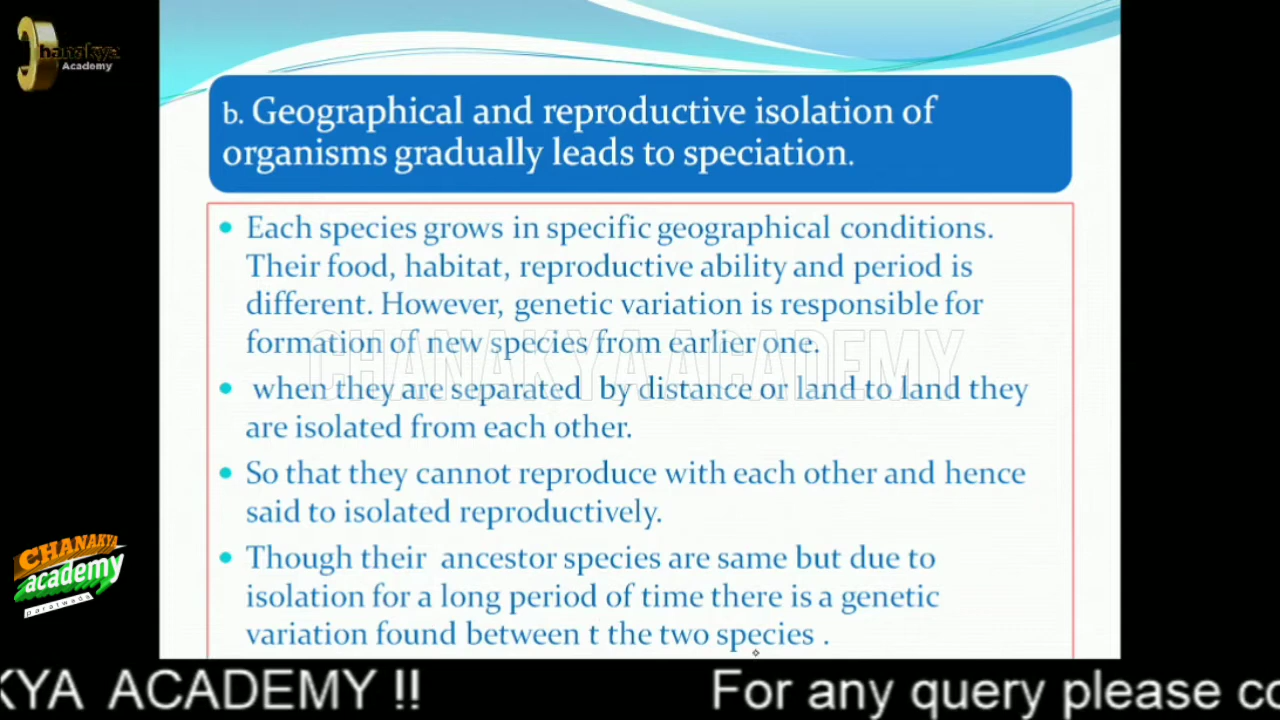 hanakya
Academy
b. Geographical and reproductive isolation of
organisms gradually leads to speciation.
• Each species grows in specific geographical conditions.
Their food, habitat, reproductive ability and period is
different. However, genetic variation is responsible for
formation of new species from earlier one.
CHANAKYA ACADEMY
• when they are separated by distance or land to land they
are isolated from each other.
• So that they cannot reproduce with each other and hence
said to isolated reproductively.
• Though their ancestor species are same but due to
isolation for a long period of time there is a genetic
variation found between t the two species .
CHANAKYA
academy
paratwada
KYA ACADEMY !! For any query please co